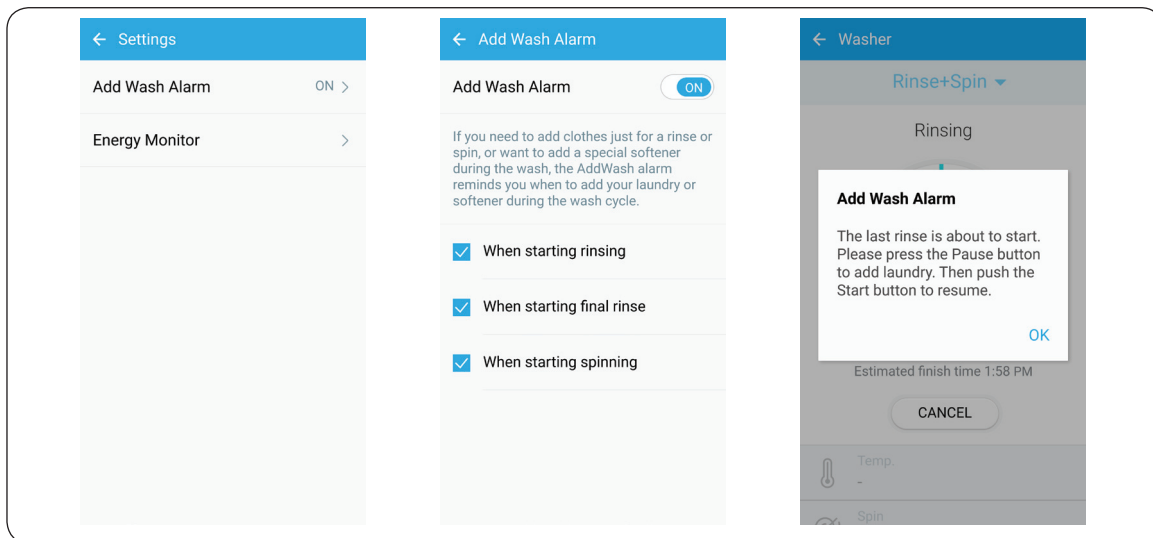 Settings
Add Wash Alarm ON
Energy Monitor
Add Wash Alarm
Add Wash Alarm ON
If you need to add clothes just for a rinse or
spin, or want to add a special softener
during the wash, the AddWash alarm
reminds you when to add your laundry or
softener during the wash cycle.
When starting rinsing
When starting final rinse
When starting spinning
Washer
Rinse+Spin
Rinsing
Add Wash Alarm
The last rinse is about to start.
Please press the Pause button
to add laundry. Then push the
Start button to resume.
OK
Estimated finish time 1:58 PM
CANCEL
Temp.
-
Spin